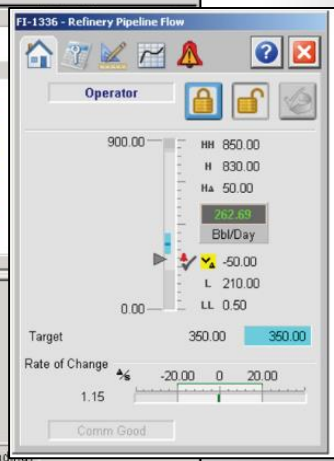 FI-1336 - Refinery Pipeline Flow
Operator
900.00
HH 850.00
H 830.00
H▵ 50.00
262.69
Bbl/Day
-50.00
L 210.00
0.00
LL 0.50
Target 350.00 350.00
Rate of Change
▵/s -20.00 0 20.00
1.15
Comm Good